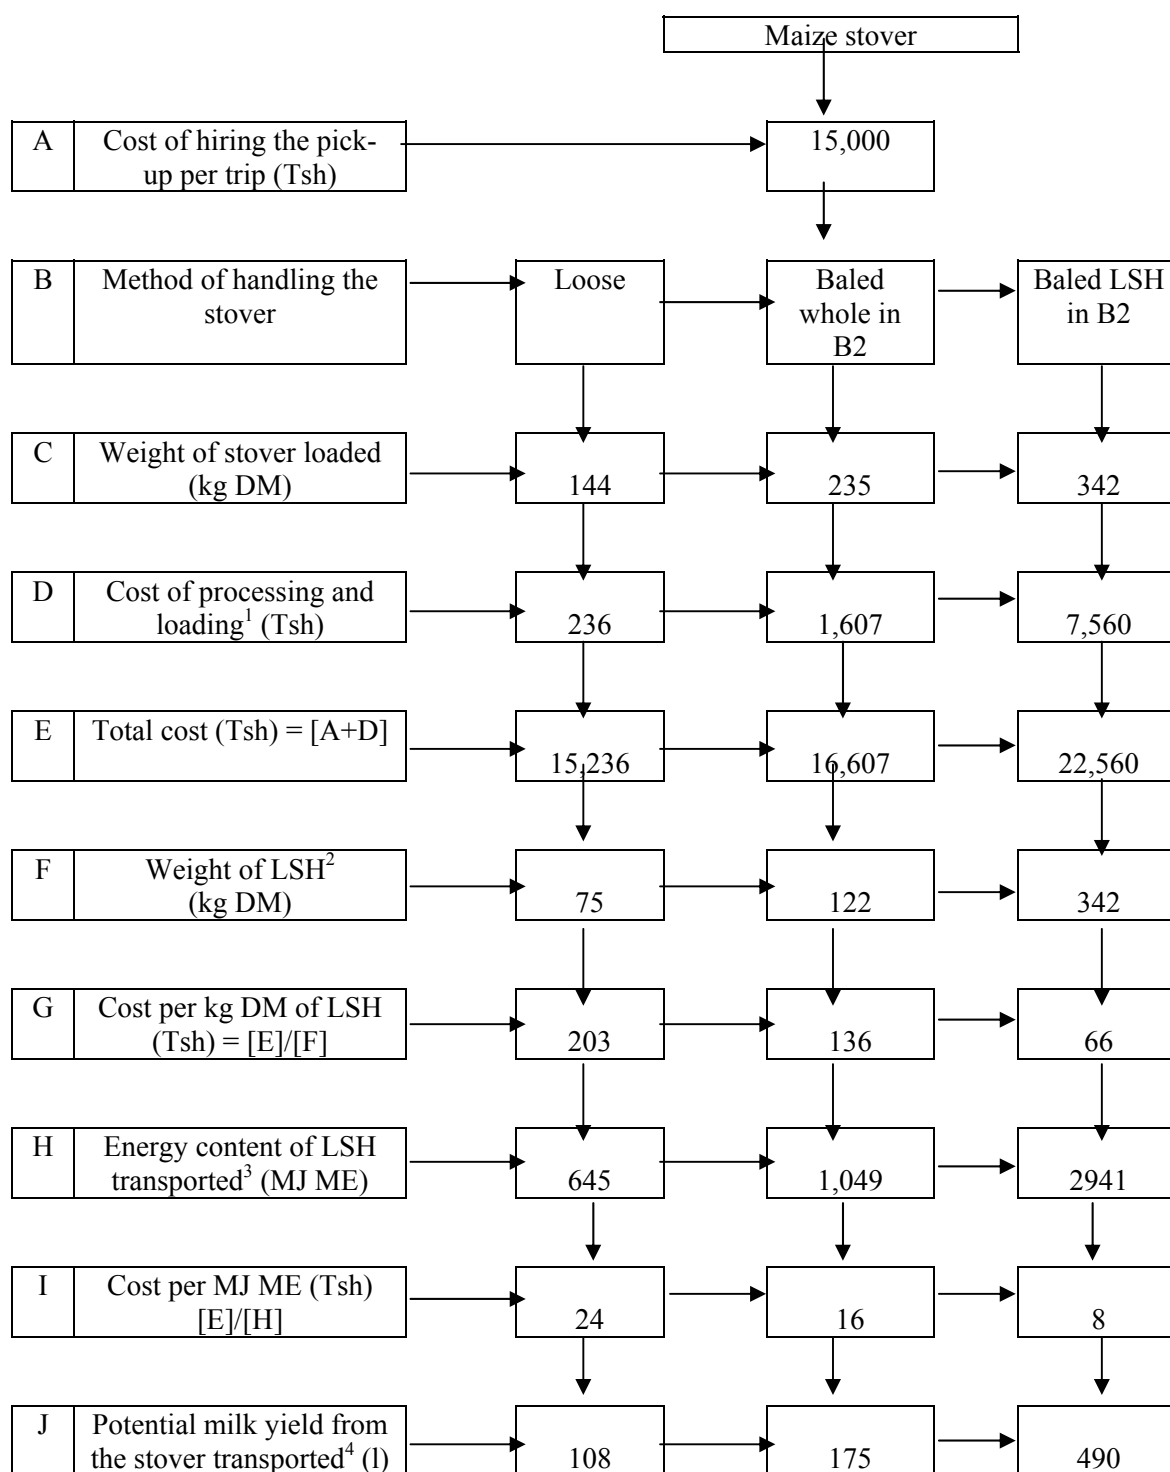 Maize stover
A Cost of hiring the pick-
up per trip (Tsh)
15,000
B Method of handling the
stover
Loose
Baled
whole in
B2
Baled LSH
in B2
C Weight of stover loaded
(kg DM)
144 235 342
D Cost of processing and
loading¹ (Tsh)
236 1,607 7,560
E Total cost (Tsh) = [A+D]
15,236 16,607 22,560
F Weight of LSH²
(kg DM)
75 122 342
G Cost per kg DM of LSH
(Tsh) = [E]/[F]
203 136 66
H Energy content of LSH
transported³ (MJ ME)
645 1,049 2941
I Cost per MJ ME (Tsh)
[E]/[H]
24 16 8
J Potential milk yield from
the stover transported⁴ (l)
108 175 490